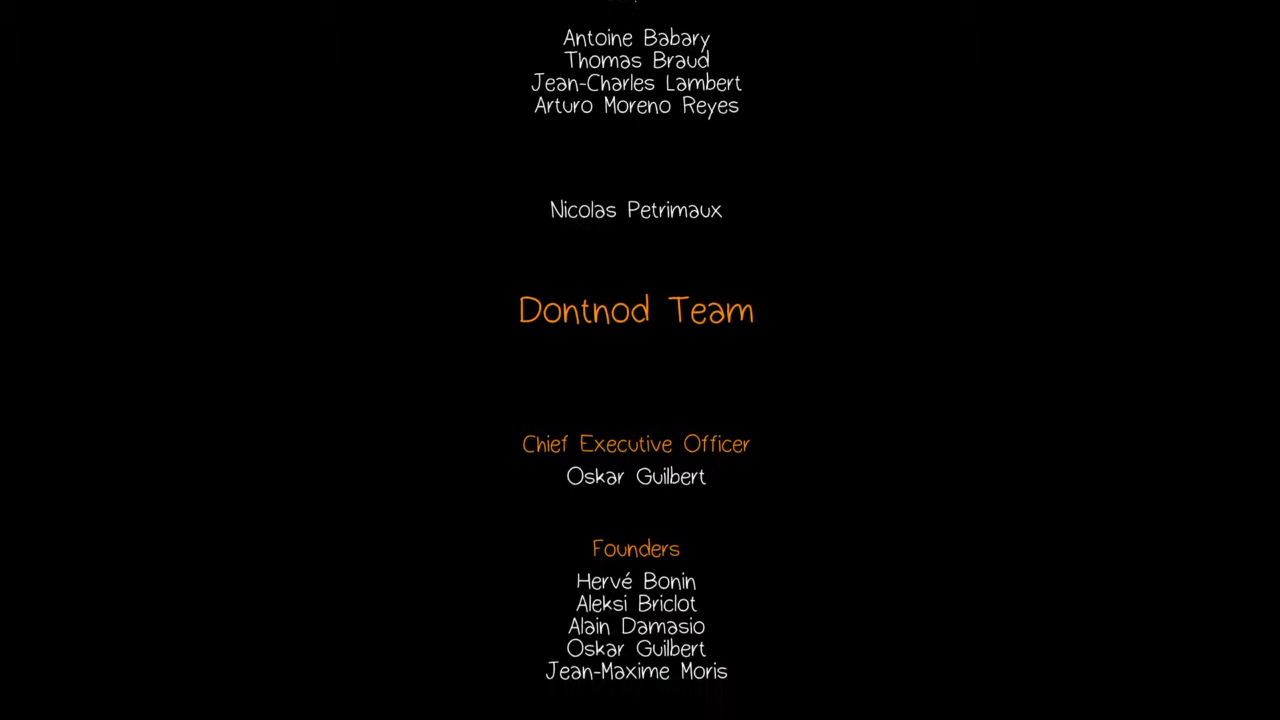 Antoine Babary
Thomas Braud
Jean-Charles Lambert
Arturo Moreno Reyes
Nicolas Petrimaux
Dontnod Team
Chief Executive Officer
Oskar Guilbert
Founders
Hervé Bonin
Aleksi Briclot
Alain Damasio
Oskar Guilbert
Jean-Maxime Moris